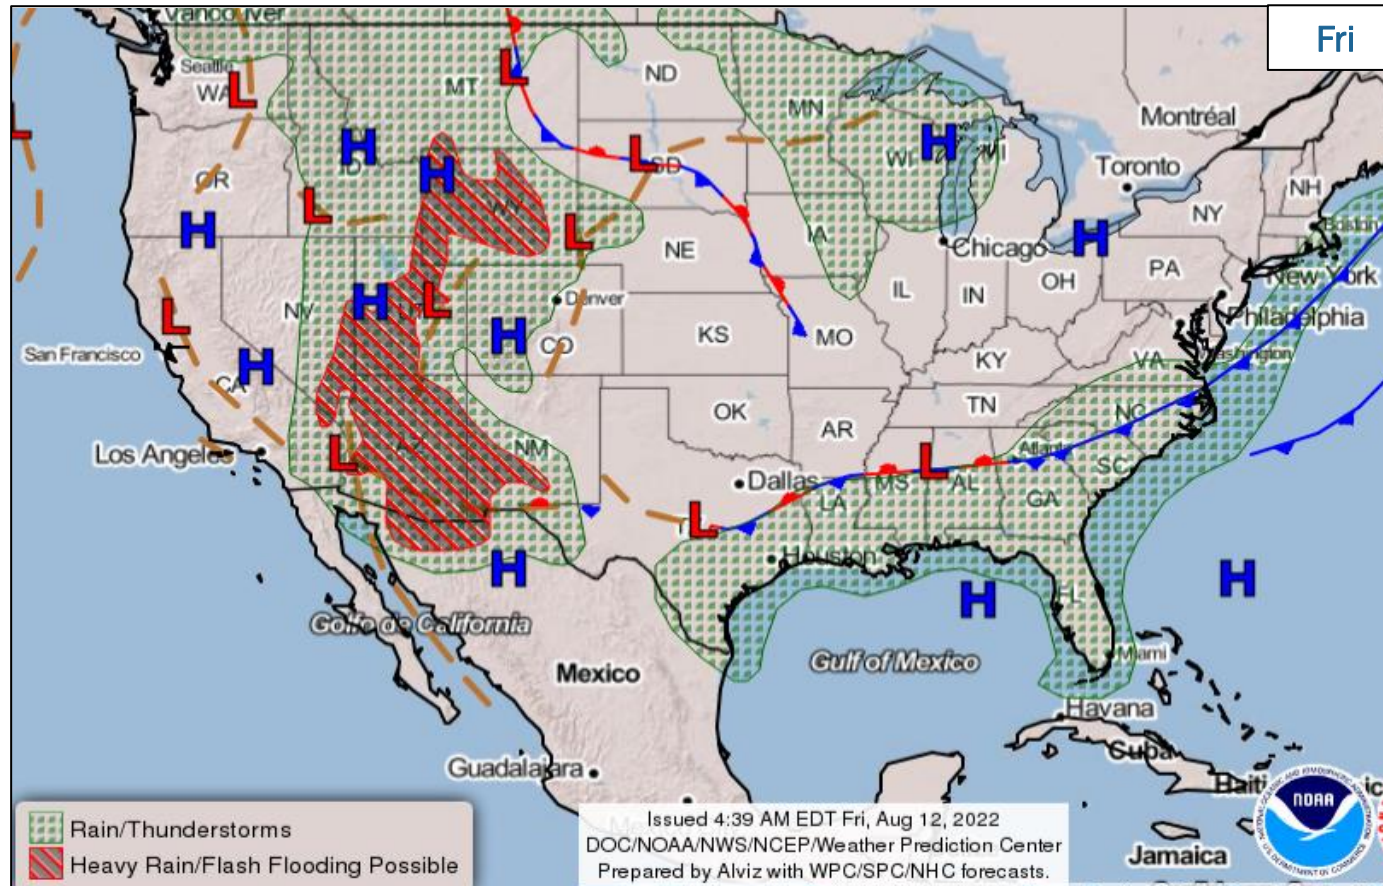 Fri
Vancouver
Seattle
WA
MT
ND
MN
Montréal
L
L
L
H
ID
H
L
SD
WI
H
MI
Toronto
OR
NH
H
L
WY
L
IA
NY
Boston
NE
Chicago
H
PA
New York
NV
H
L
Denver
IL
IN
OH
Philadelphia
L
San Francisco
H
CO
KS
MO
KY
VA
Washington
CA
H
OK
AR
TN
NC
Los Angeles
L
AZ
NM
Dallas
MS
L
AL
Atlanta
SC
GA
LA
L
Houston
H
H
H
FL
Golfo de California
Mexico
Gulf of Mexico
Miami
Havana
Cuba
Guadalajara
NOAA
Jamaica
Rain/Thunderstorms
Heavy Rain/Flash Flooding Possible
Issued 4:39 AM EDT Fri, Aug 12, 2022
DOC/NOAA/NWS/NCEP/Weather Prediction Center
Prepared by Alviz with WPC/SPC/NHC forecasts.